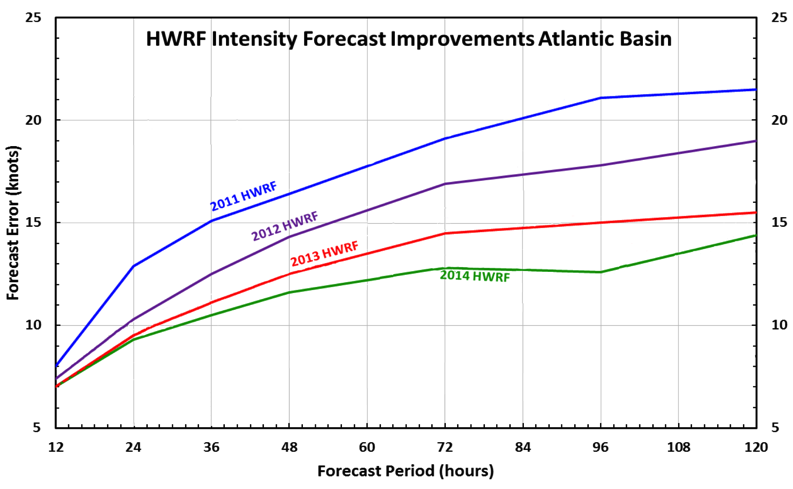 HWRF Intensity Forecast Improvements Atlantic Basin
25 25
20 20
15 15
10 10
5 5
Forecast Error (knots)
2011 HWRF
2012 HWRF
2013 HWRF
2014 HWRF
12 24 36 48 60 72 84 96 108 120
Forecast Period (hours)